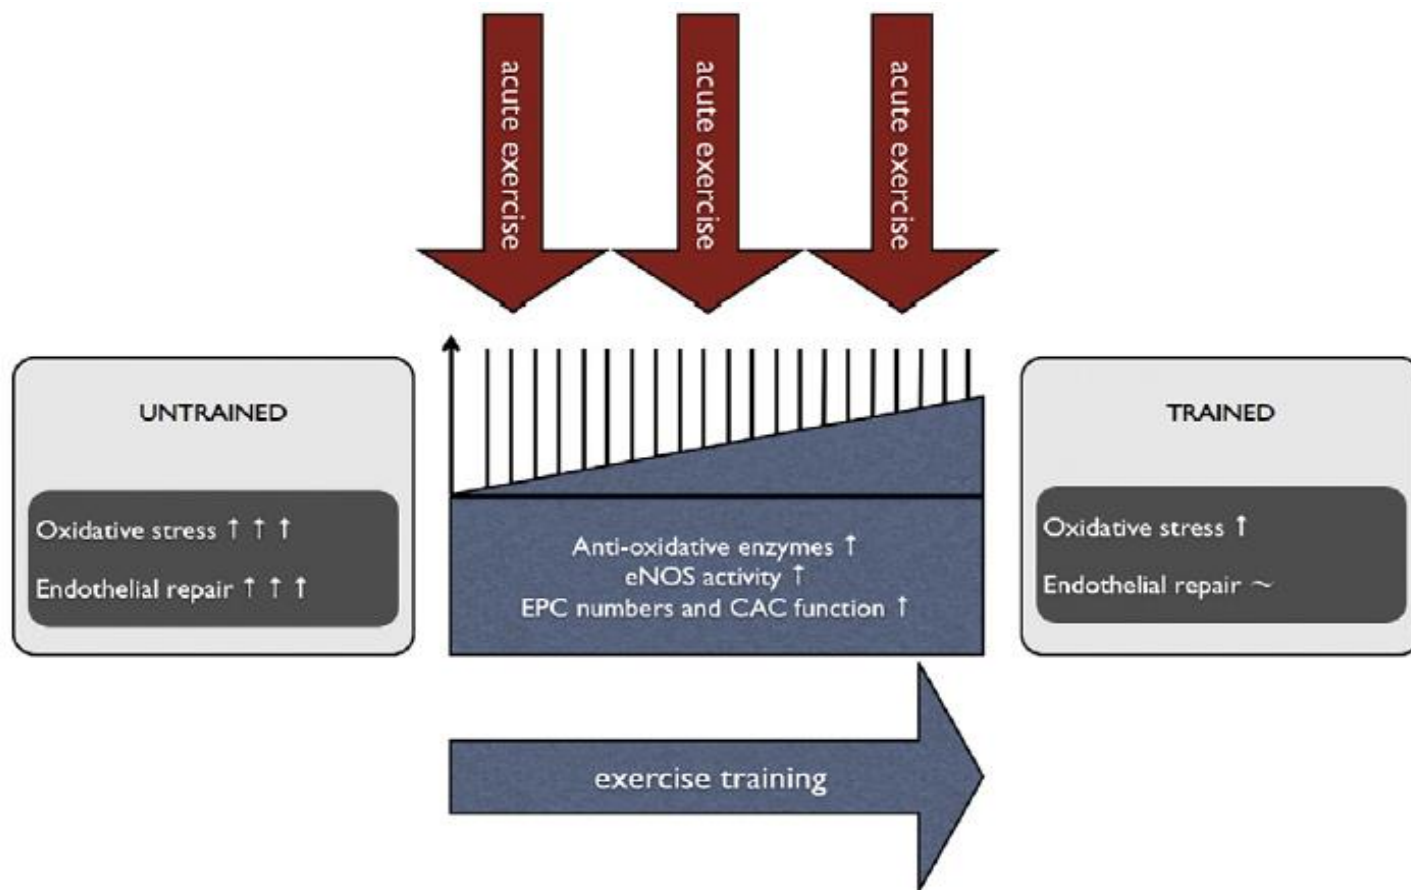 acute exercise
acute exercise
acute exercise
UNTRAINED
Oxidative stress ↑ ↑ ↑
Endothelial repair ↑ ↑ ↑
Anti-oxidative enzymes ↑
eNOS activity ↑
EPC numbers and CAC function ↑
TRAINED
Oxidative stress ↑
Endothelial repair ~
exercise training